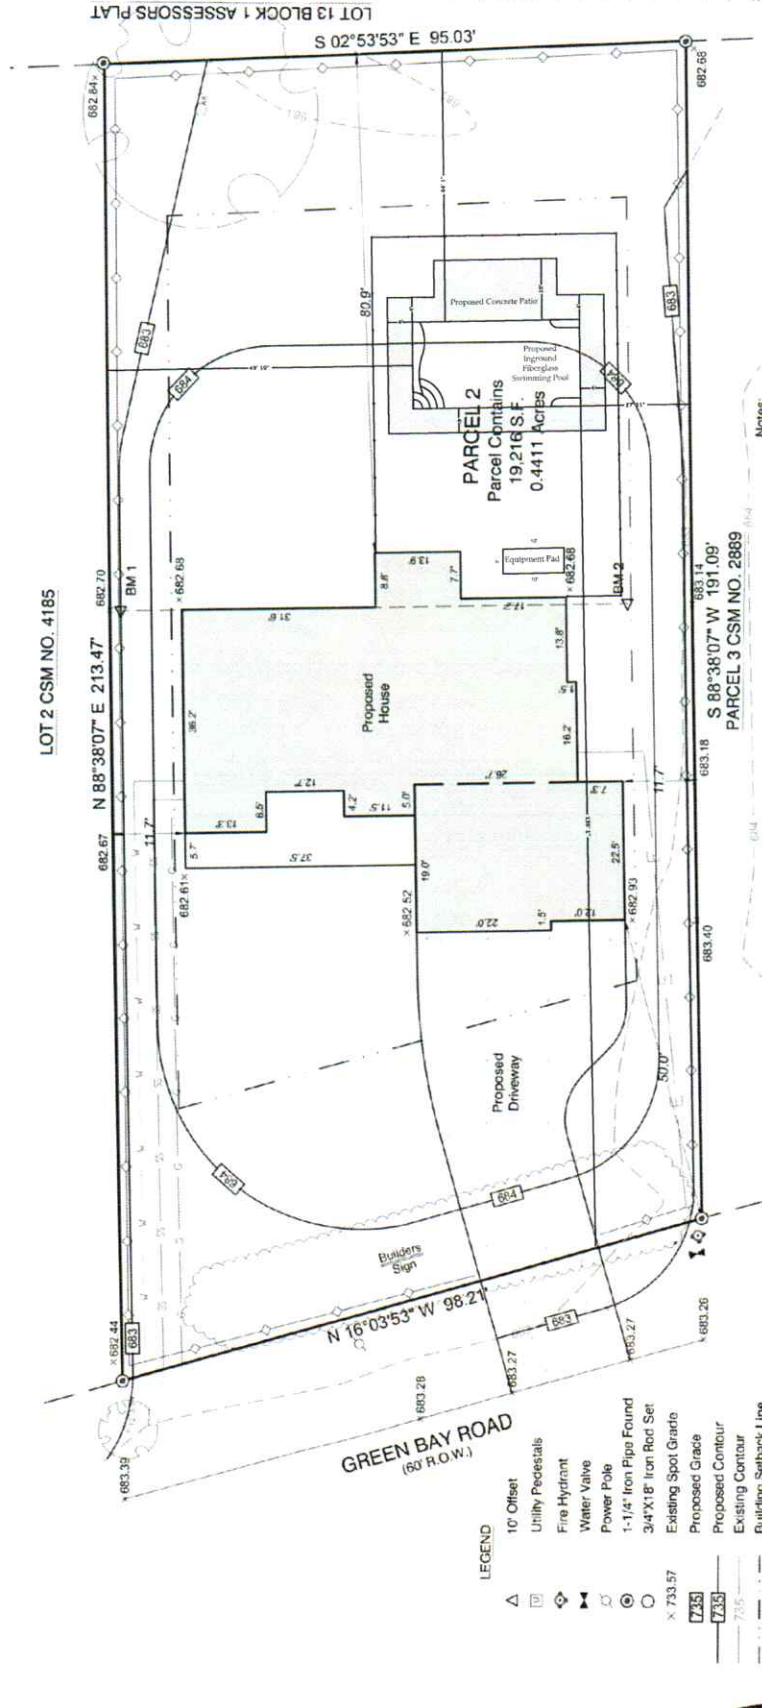 LOT 13 BLOCK 1 ASSESSORS PLAT
S 02°53'53" E 95.03'
682.84
682.68
683
683
684
684
80.9'
Proposed Concrete Patio
Proposed
Inground
Fiberglass
Swimming Pool
PARCEL 2
Parcel Contains
19,216 S.F.
0.4411 Acres
Notes:
Equipment Pad
682.68
682.68
BM 1
BM 2
682.70
683.14
LOT 2 CSM NO. 4185
N 88°38'07" E 213.47'
S 88°38'07" W 191.09'
PARCEL 3 CSM NO. 2889
13.9'
8.8'
7.7'
31.6'
17.2'
13.8'
1.5'
16.2'
36.2'
Proposed
House
26.7'
7.3'
12.7'
6.5'
4.2'
11.5'
5.0'
13.3'
5.7'
37.5'
19.0'
22.5'
22.0'
1.5'
12.0'
11.7'
11.7'
682.67
683.18
682.61
682.52
682.93
683.40
Proposed
Driveway
50.0'
684
684
Builders
Sign
N 16°03'53" W 98.21'
682.44
683
683
683.39
683.28
683.27
683.27
683.26
GREEN BAY ROAD
(60' R.O.W.)
LEGEND
10' Offset
Utility Pedestals
Fire Hydrant
Water Valve
Power Pole
1-1/4" Iron Pipe Found
3/4"X18" Iron Rod Set
× 733.57 Existing Spot Grade
735 Proposed Grade
735 Proposed Contour
735 Existing Contour
Building Setback Line